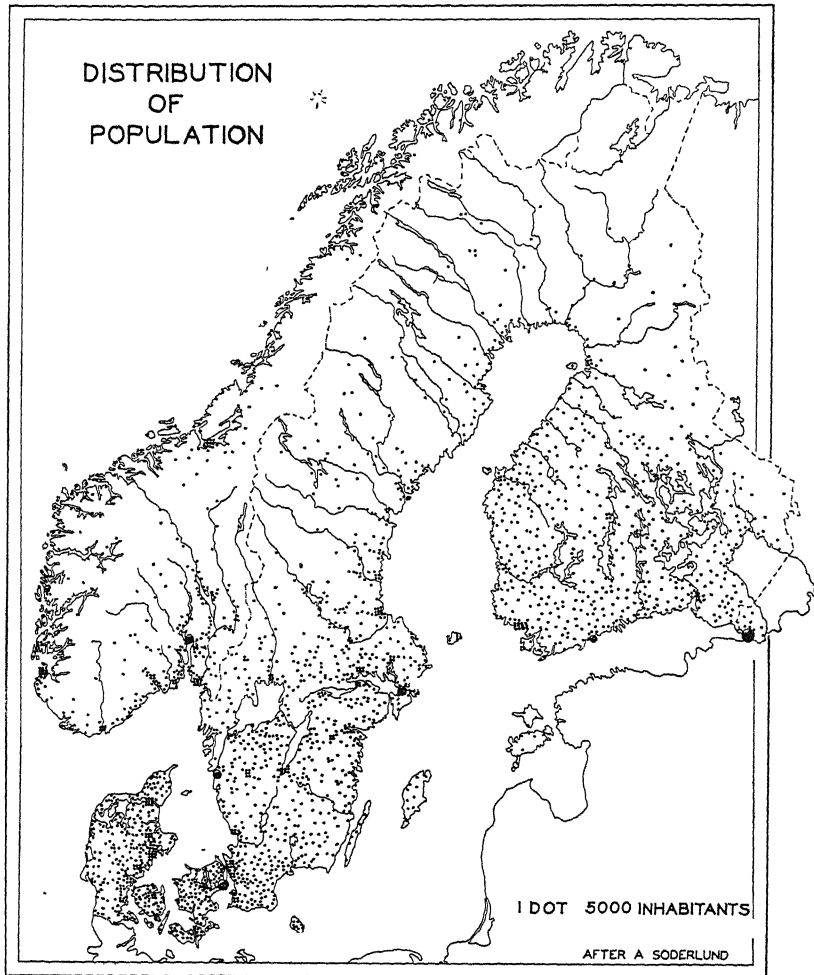 DISTRIBUTION
OF
POPULATION
1 DOT 5000 INHABITANTS
AFTER A SODERLUND